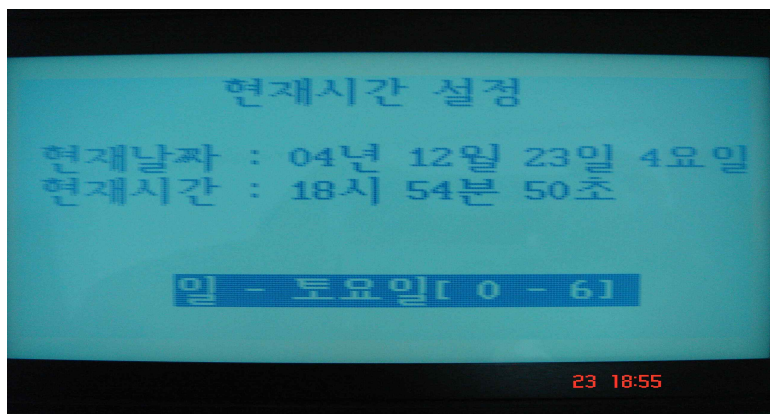 현재시간 설정
현재날짜 : 04년 12월 23일 4요일
현재시간 : 18시 54분 50초
일 - 토요일[ 0 - 6]
23 18:55